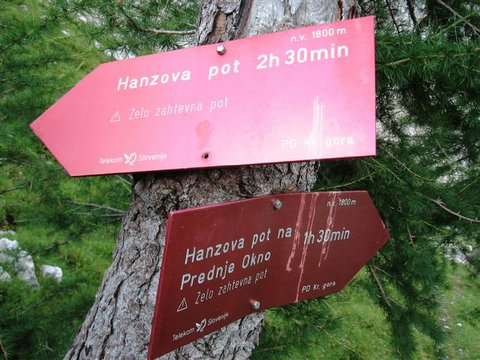 n.v. 1800 m
Hanzova pot 2h 30min
⚠ Zelo zahtevna pot
Telekom Slovenije
PD Kr. gora
n.v. 1800m
Hanzova pot na 1h 30min
Prednje Okno
⚠ Zelo zahtevna pot
Telekom Slovenije
PD Kr. gora